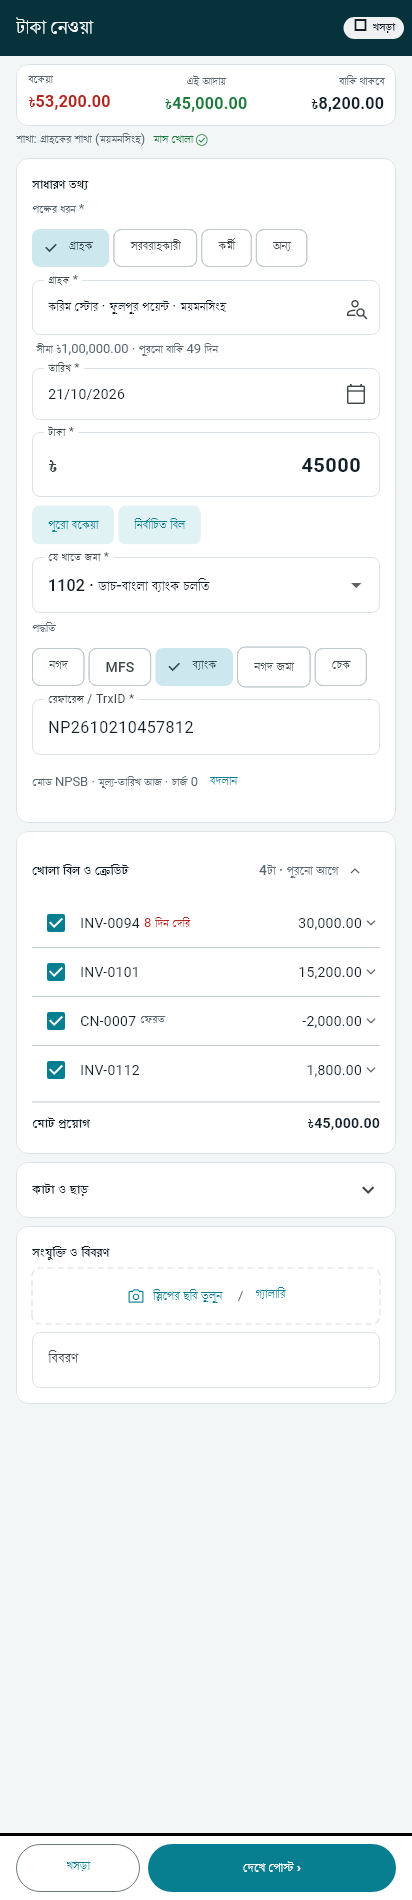 টাকা নেওয়া
খসড়া
বকেয়া এই আদায় বাকি থাকবে
৳53,200.00 ৳45,000.00 ৳8,200.00
শাখা: গ্রাহকের শাখা (ময়মনসিংহ) মাস খোলা
সাধারণ তথ্য
পক্ষের ধরন *
গ্রাহক সরবরাহকারী কর্মী অন্য
গ্রাহক *
করিম স্টোর · ফুলপুর পয়েন্ট · ময়মনসিংহ
সীমা ৳1,00,000.00 · পুরনো বাকি 49 দিন
তারিখ *
21/10/2026
টাকা *
৳ 45000
পুরো বকেয়া নির্বাচিত বিল
যে খাতে জমা *
1102 · ডাচ-বাংলা ব্যাংক চলতি
পদ্ধতি
নগদ MFS ব্যাংক নগদ জমা চেক
রেফারেন্স / TrxID *
NP2610210457812
মোড NPSB · মূল্য-তারিখ আজ · চার্জ 0 বদলান
খোলা বিল ও ক্রেডিট 4টা · পুরনো আগে
INV-0094 8 দিন দেরি 30,000.00
INV-0101 15,200.00
CN-0007 ফেরত -2,000.00
INV-0112 1,800.00
মোট প্রয়োগ ৳45,000.00
কাটা ও ছাড়
সংযুক্তি ও বিবরণ
স্লিপের ছবি তুলুন / গ্যালারি
বিবরণ
খসড়া দেখে পোস্ট ›